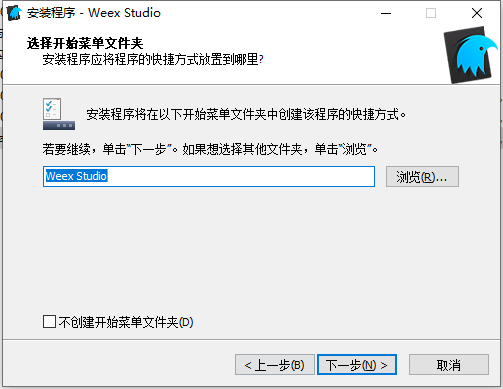 安装程序 - Weex Studio
选择开始菜单文件夹
安装程序应将程序的快捷方式放置到哪里?
安装程序将在以下开始菜单文件夹中创建该程序的快捷方式。
若要继续，单击“下一步”。如果想选择其他文件夹，单击“浏览”。
Weex Studio
浏览(R)...
不创建开始菜单文件夹(D)
< 上一步(B)
下一步(N) >
取消